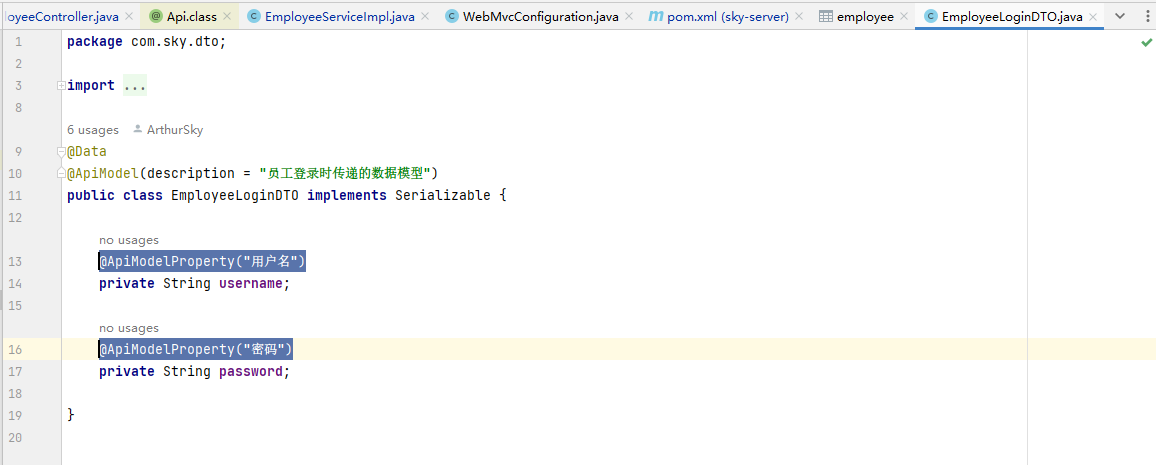 oyeeController.java Api.class EmployeeServiceImpl.java WebMvcConfiguration.java pom.xml (sky-server) employee EmployeeLoginDTO.java
1 package com.sky.dto;
2
3 import ...
8
6 usages ArthurSky
9 @Data
10 @ApiModel(description = "员工登录时传递的数据模型")
11 public class EmployeeLoginDTO implements Serializable {
12
no usages
13 @ApiModelProperty("用户名")
14 private String username;
15
no usages
16 @ApiModelProperty("密码")
17 private String password;
18
19 }
20